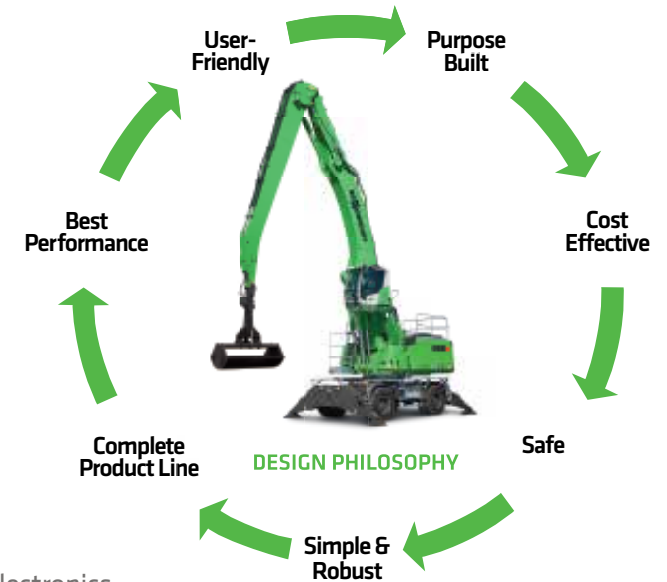 User-
Friendly
Purpose
Built
Cost
Effective
Safe
Simple &
Robust
Complete
Product Line
Best
Performance
DESIGN PHILOSOPHY